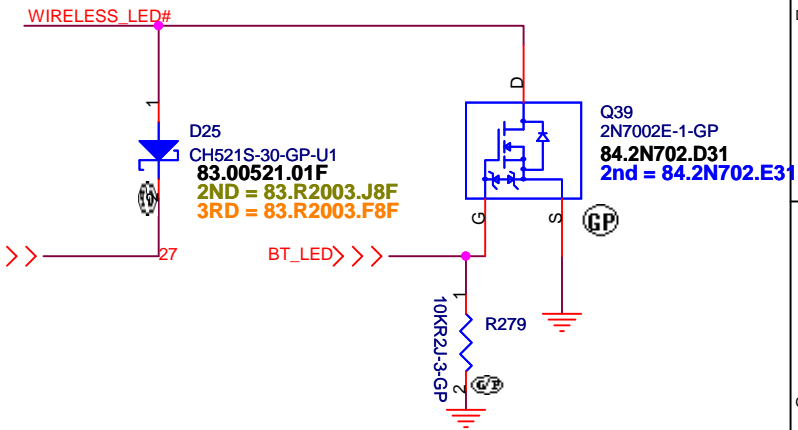 WIRELESS_LED#
1
D25
CH521S-30-GP-U1
83.00521.01F
2ND = 83.R2003.J8F
3RD = 83.R2003.F8F
27
D
Q39
2N7002E-1-GP
84.2N702.D31
2nd = 84.2N702.E31
G
S
GP
BT_LED
1
10KR2J-3-GP
R279
2
G/P